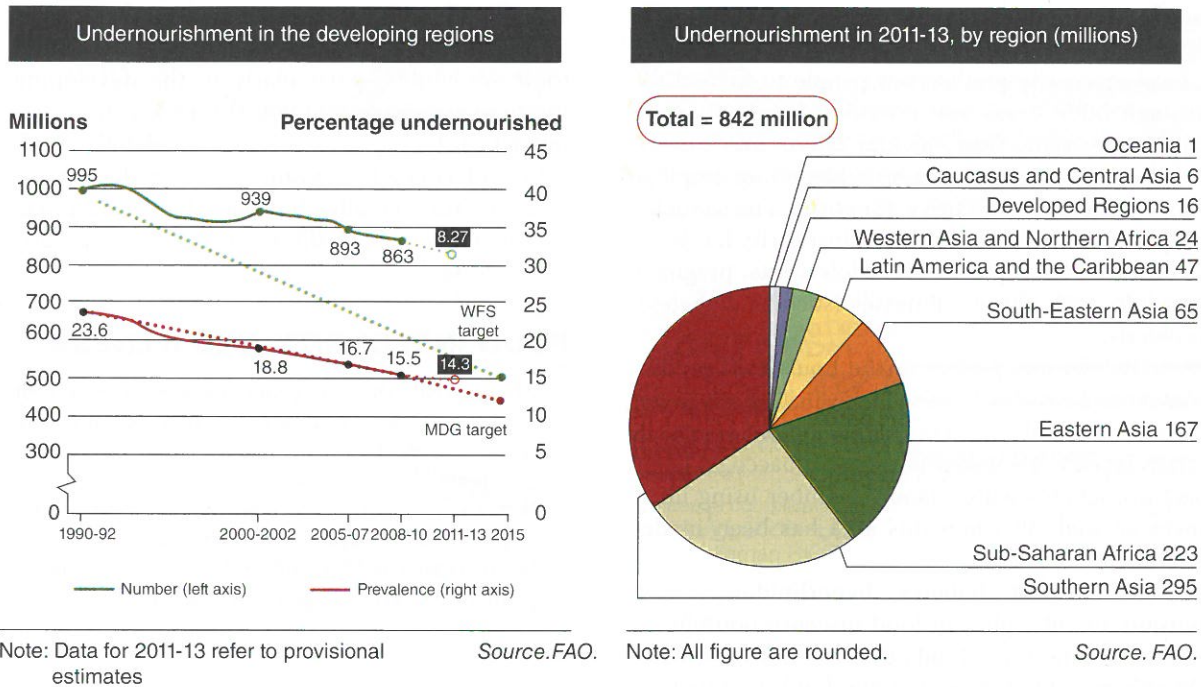 Undernourishment in the developing regions
Millions
Percentage undernourished
1100
1000
900
800
700
600
500
400
300
0
45
40
35
30
25
20
15
10
5
0
995
939
893
863
8.27
23.6
18.8
16.7
15.5
14.3
WFS
target
MDG target
1990-92
2000-2002
2005-07
2008-10
2011-13
2015
Number (left axis)
Prevalence (right axis)
Note: Data for 2011-13 refer to provisional
estimates
Source.FAO.
Undernourishment in 2011-13, by region (millions)
Total = 842 million
Oceania 1
Caucasus and Central Asia 6
Developed Regions 16
Western Asia and Northern Africa 24
Latin America and the Caribbean 47
South-Eastern Asia 65
Eastern Asia 167
Sub-Saharan Africa 223
Southern Asia 295
Note: All figure are rounded.
Source. FAO.